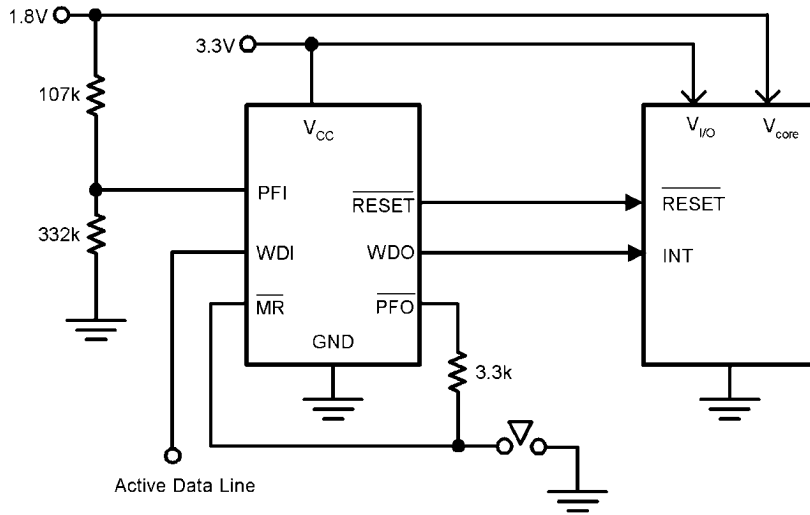 1.8V
3.3V
107k
V_CC
V_I/O
V_core
PFI
RESET
RESET
332k
WDI
WDO
INT
MR
PFO
GND
3.3k
Active Data Line